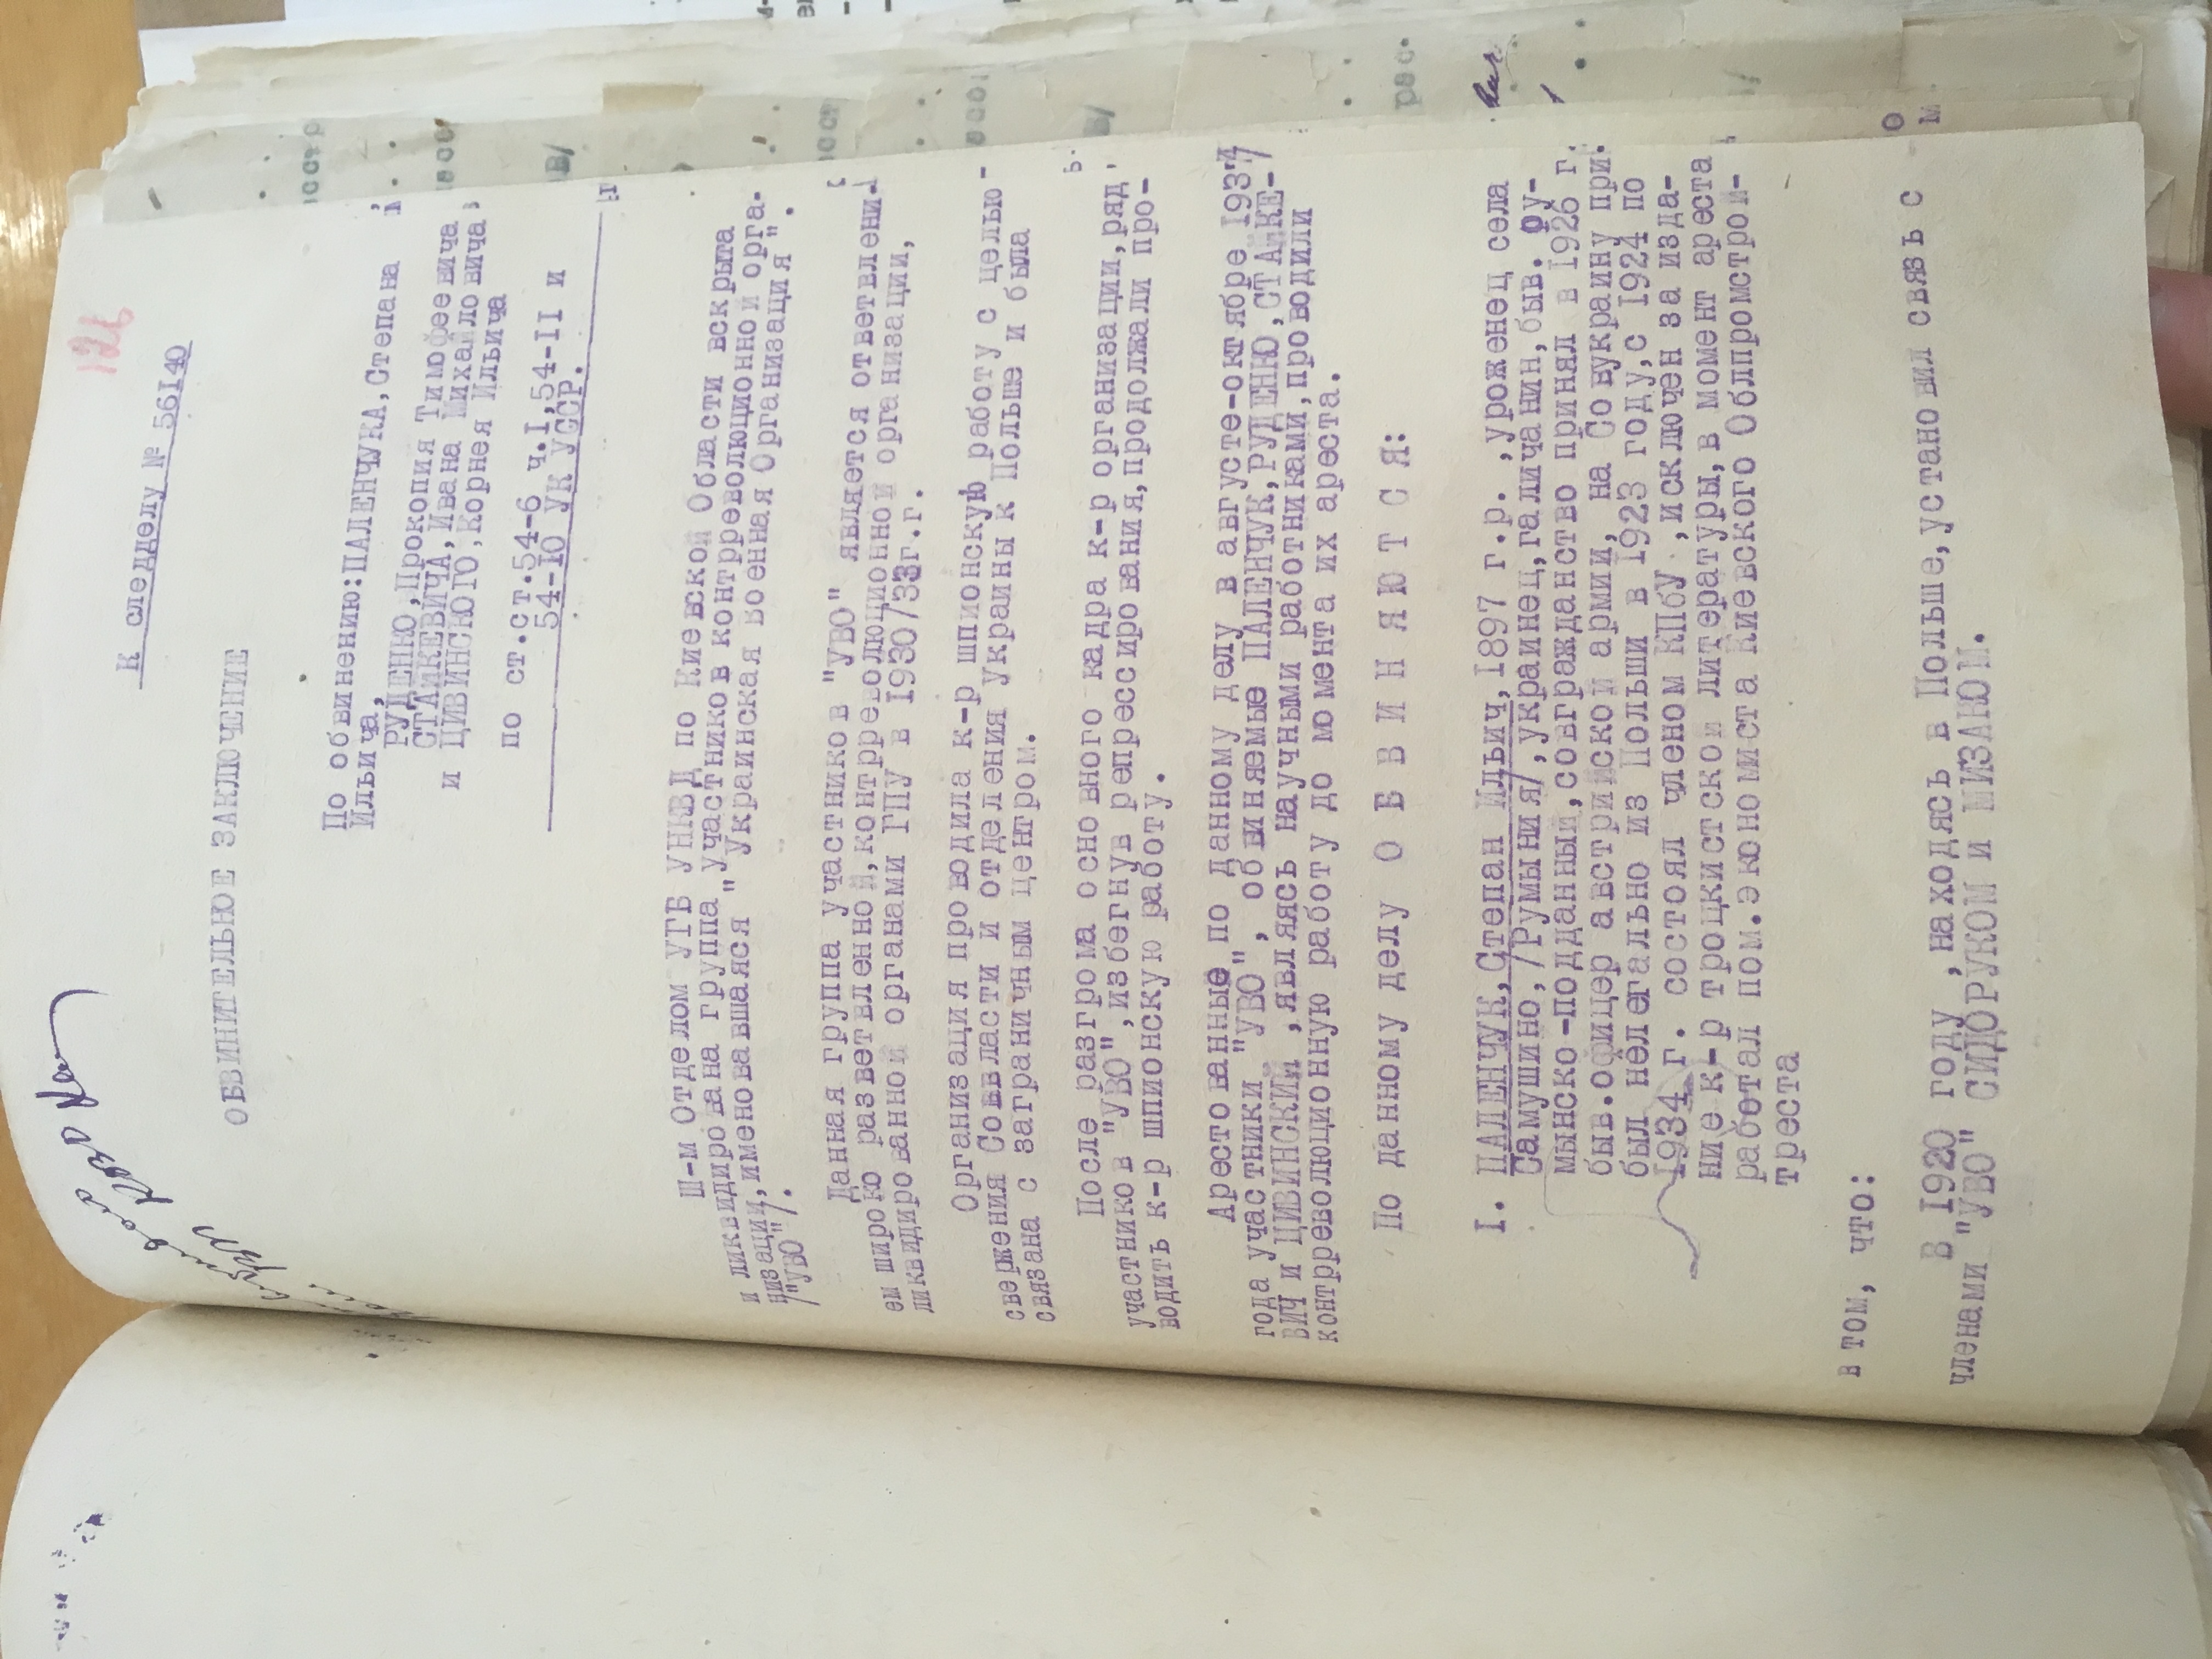 126
К следделу № 56140
ОБВИНИТЕЛЬНОЕ ЗАКЛЮЧЕНИЕ
По обвинению:ПАЛЕНЧУКА,Степана
Ильича,
РУДЕНКО,Прокопия Тимофеевича
СТАЙКЕВИЧА,Ивана Михайловича,
и ЦИВИНСКОГО,Корнея Ильича
по ст.ст.54-6 ч.I,54-II и
54-IO УК УССР.
Ш-м Отделом УГБ УНКВД по Киевской Области вскрыта
и ликвидирована группа участников контрреволюционной орга-
низации,именовавшаяся "Украинская Военная Организация".
/"УВО"/.
Данная группа участников "УВО" является ответвлени-
ем широко разветвленной,контрреволюционной организации,
ликвидированной органами ГПУ в 1930/33г.г.
Организация проводила к-р шпионскую работу с целью -
свержения Соввласти и отделения Украины к Польше и была
связана с заграничным центром.
После разгрома основного кадра к-р организации,ряд
участников "УВО",избегнув репрессирования,продолжали про-
водить к-р шпионскую работу.
Арестованные по данному делу в августе-октябре 1937
года участники "УВО", обвиняемые ПАЛЕНЧУК,РУДЕНКО,СТАЙКЕ-
ВИЧ и ЦИВИНСКИЙ ,являясь научными работниками,проводили
контрреволюционную работу до момента их ареста.
По данному делу О Б В И Н Я Ю Т С Я:
I. ПАЛЕНЧУК,Степан Ильич,1897 г.р. ,уроженец села
Самушино,/Румыния/,украинец,галичанин,быв. ру-
мынско-подданный,совгражданство принял в 1926 г.
быв.офицер австрийской армии, на Совукраину при
был нелегально из Польши в 1923 году,с 1924 по
1934 г. состоял членом КПбУ ,исключен за изда-
ние к-р троцкистской литературы,в момент ареста
работал пом.экономиста Киевского Облпромстрой-
треста
в том, что:
В 1920 году ,находясь в Польше,установил связь с
членами "УВО" СИДОРУКОМ и МИЗАКОМ.